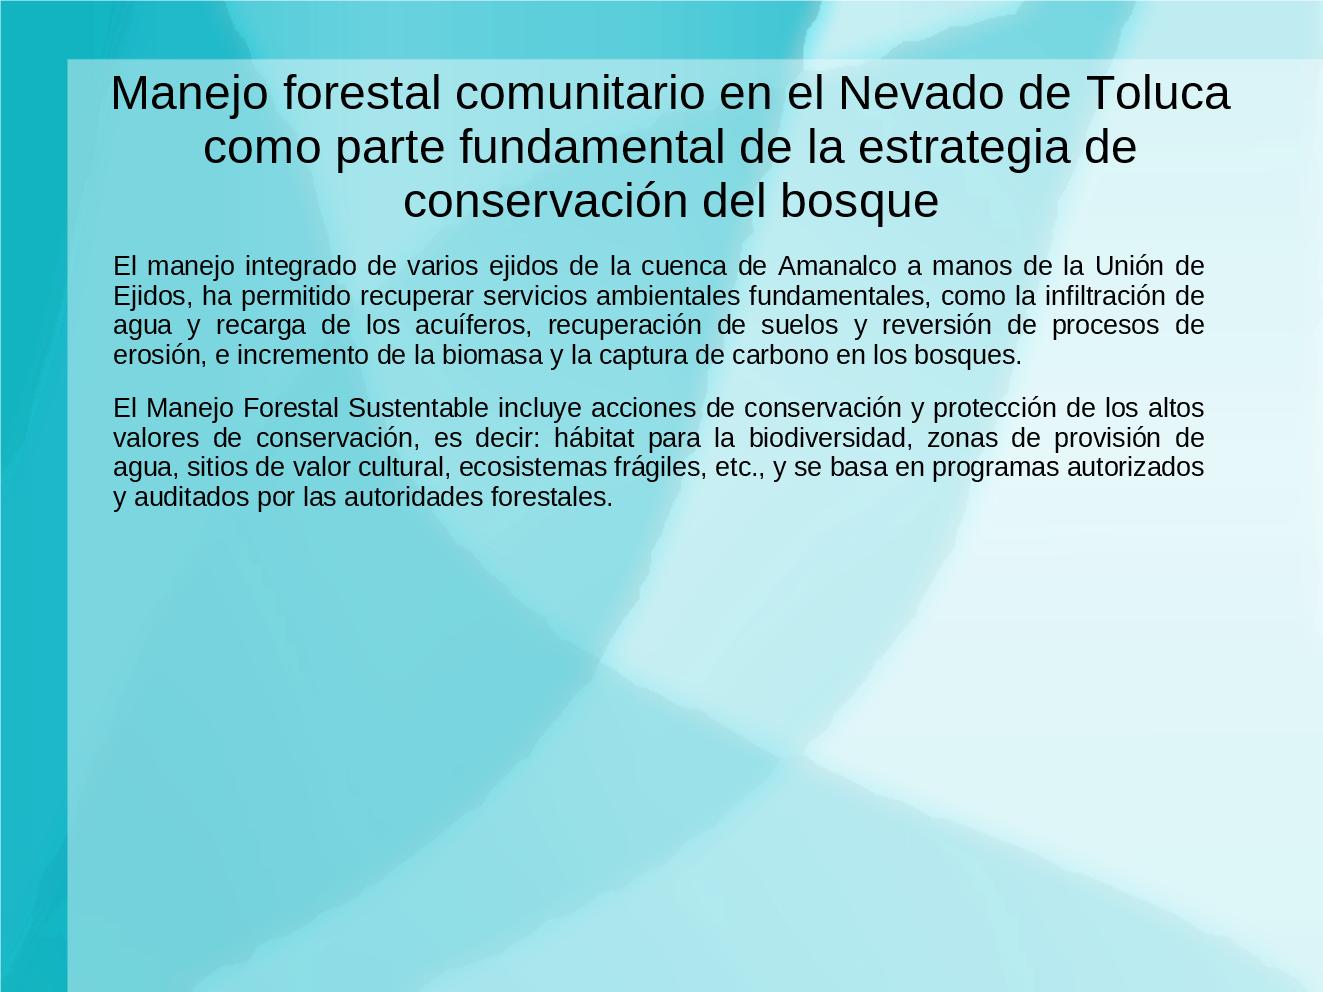 Manejo forestal comunitario en el Nevado de Toluca
como parte fundamental de la estrategia de
conservación del bosque
El manejo integrado de varios ejidos de la cuenca de Amanalco a manos de la Unión de
Ejidos, ha permitido recuperar servicios ambientales fundamentales, como la infiltración de
agua y recarga de los acuíferos, recuperación de suelos y reversión de procesos de
erosión, e incremento de la biomasa y la captura de carbono en los bosques.
El Manejo Forestal Sustentable incluye acciones de conservación y protección de los altos
valores de conservación, es decir: hábitat para la biodiversidad, zonas de provisión de
agua, sitios de valor cultural, ecosistemas frágiles, etc., y se basa en programas autorizados
y auditados por las autoridades forestales.